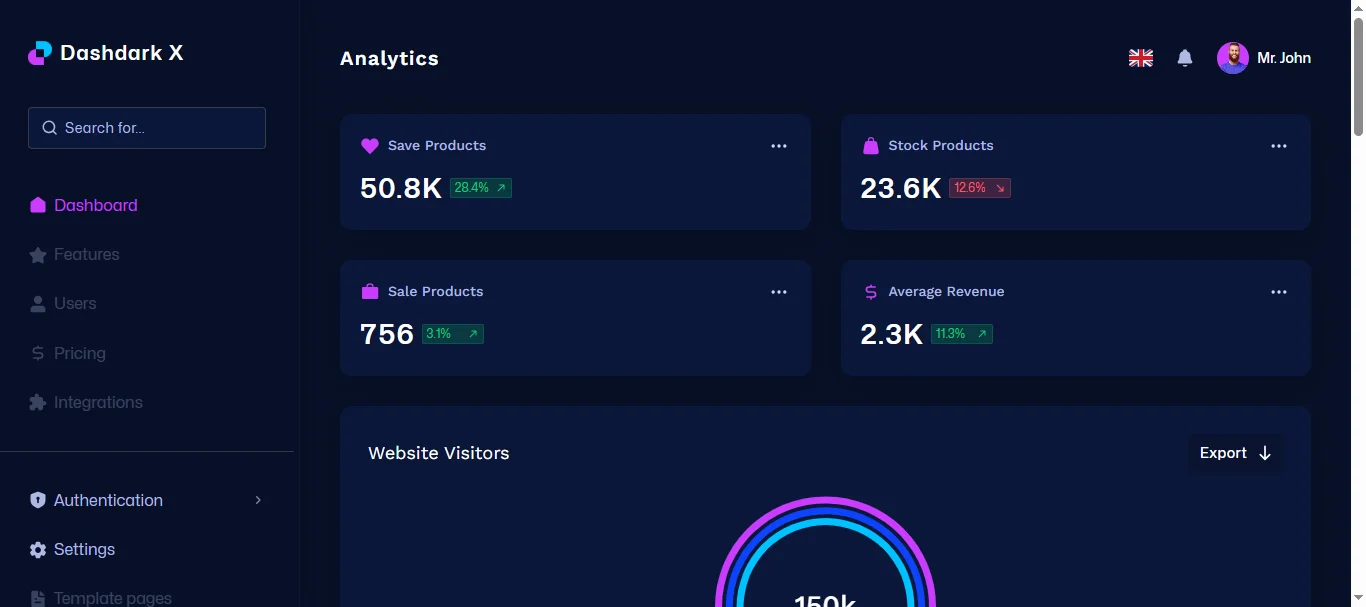 Dashdark X
Search for...
Dashboard
Features
Users
Pricing
Integrations
Authentication
Settings
Template pages
Analytics
Mr. John
Save Products
50.8K 28.4%
Stock Products
23.6K 12.6%
Sale Products
756 3.1%
Average Revenue
2.3K 11.3%
Website Visitors
Export
150k